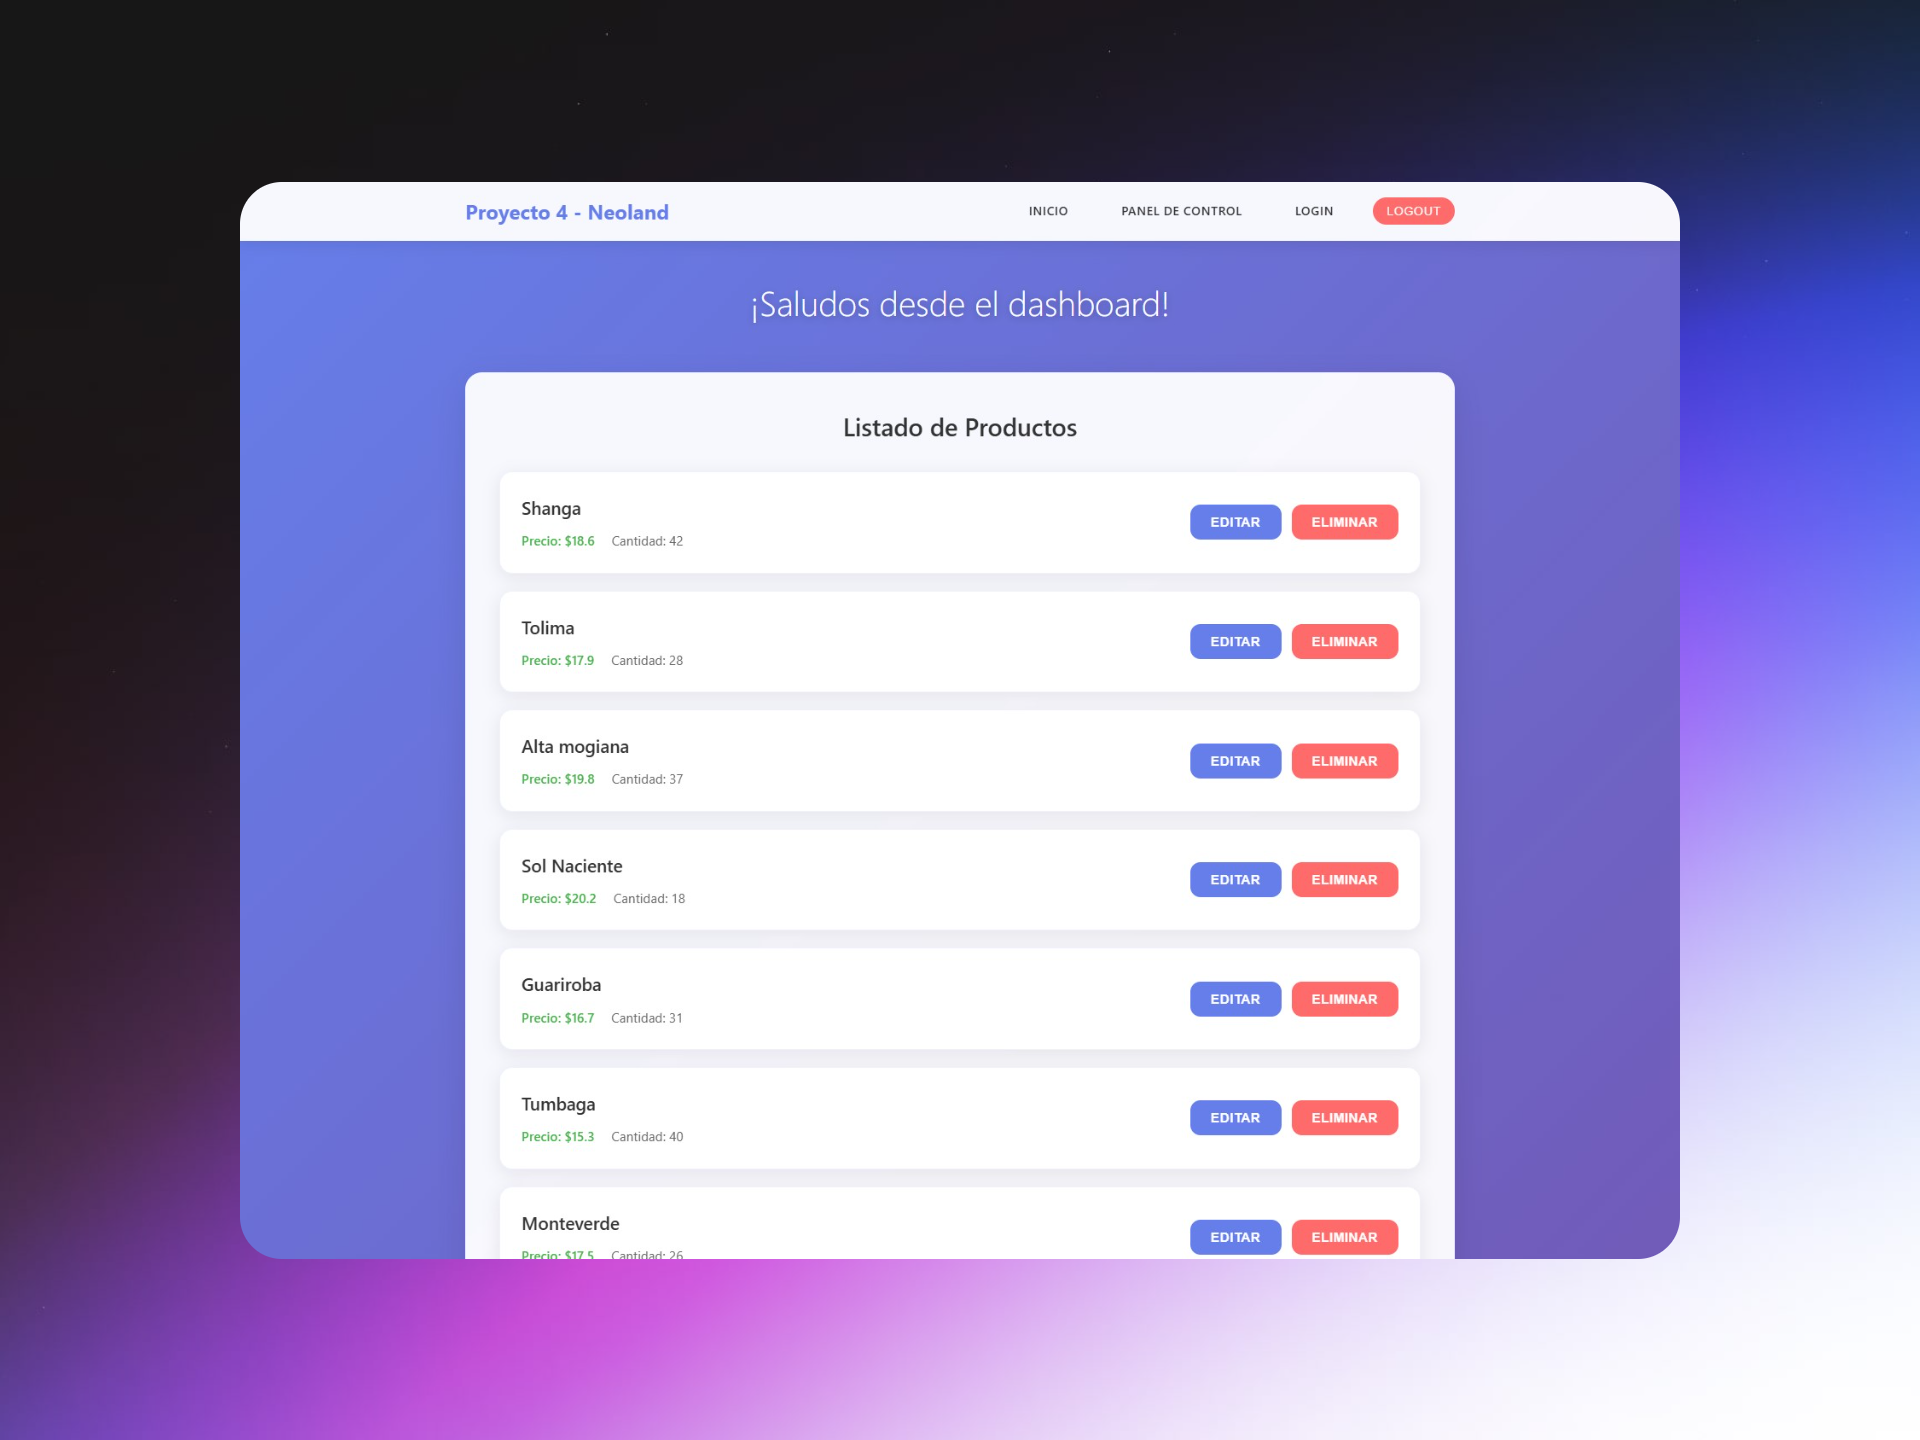 Proyecto 4 - Neoland
INICIO
PANEL DE CONTROL
LOGIN
LOGOUT
¡Saludos desde el dashboard!
Listado de Productos
Shanga
Precio: $18.6 Cantidad: 42
EDITAR ELIMINAR
Tolima
Precio: $17.9 Cantidad: 28
EDITAR ELIMINAR
Alta mogiana
Precio: $19.8 Cantidad: 37
EDITAR ELIMINAR
Sol Naciente
Precio: $20.2 Cantidad: 18
EDITAR ELIMINAR
Guariroba
Precio: $16.7 Cantidad: 31
EDITAR ELIMINAR
Tumbaga
Precio: $15.3 Cantidad: 40
EDITAR ELIMINAR
Monteverde
Precio: $17.5 Cantidad: 26
EDITAR ELIMINAR